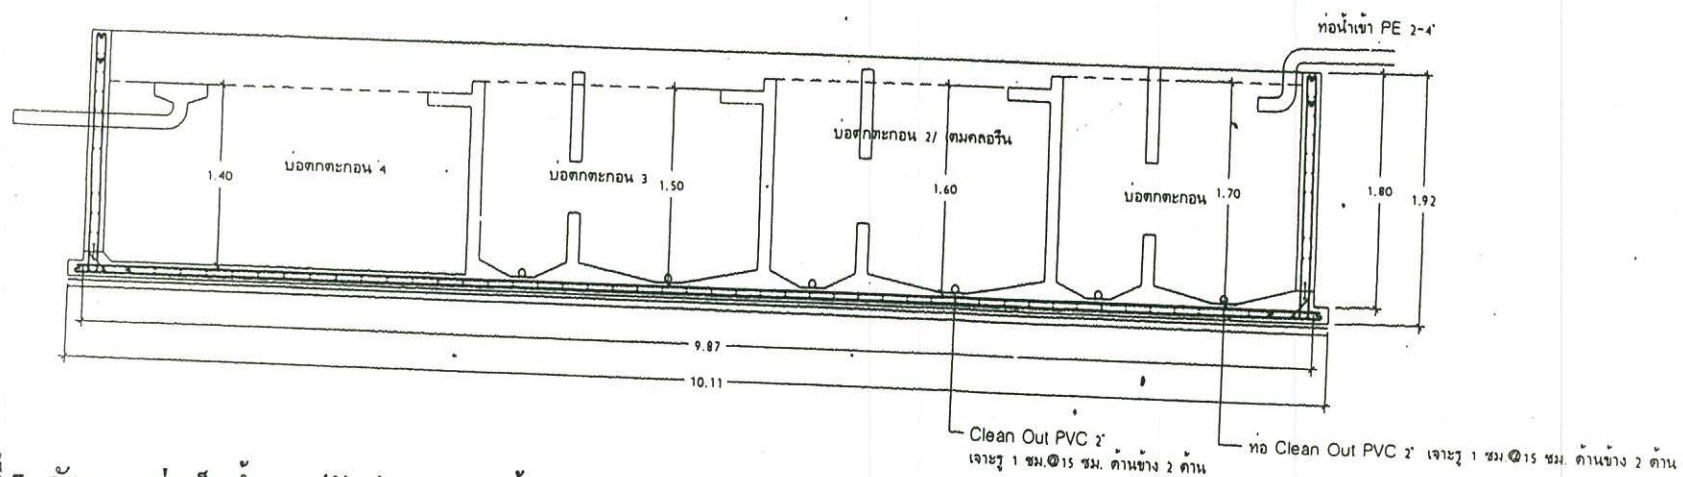 ท่อน้ำเข้า PE 2-4"
บ่อตกตะกอน 4
1.40
บ่อตกตะกอน 3
1.50
บ่อตกตะกอน 2/ เติมคลอรีน
1.60
บ่อตกตะกอน
1.70
1.80
1.92
9.87
10.11
Clean Out PVC 2"
เจาะรู 1 ซม.@15 ซม. ด้านข้าง 2 ด้าน
ท่อ Clean Out PVC 2" เจาะรู 1 ซม.@15 ซม. ด้านข้าง 2 ด้าน